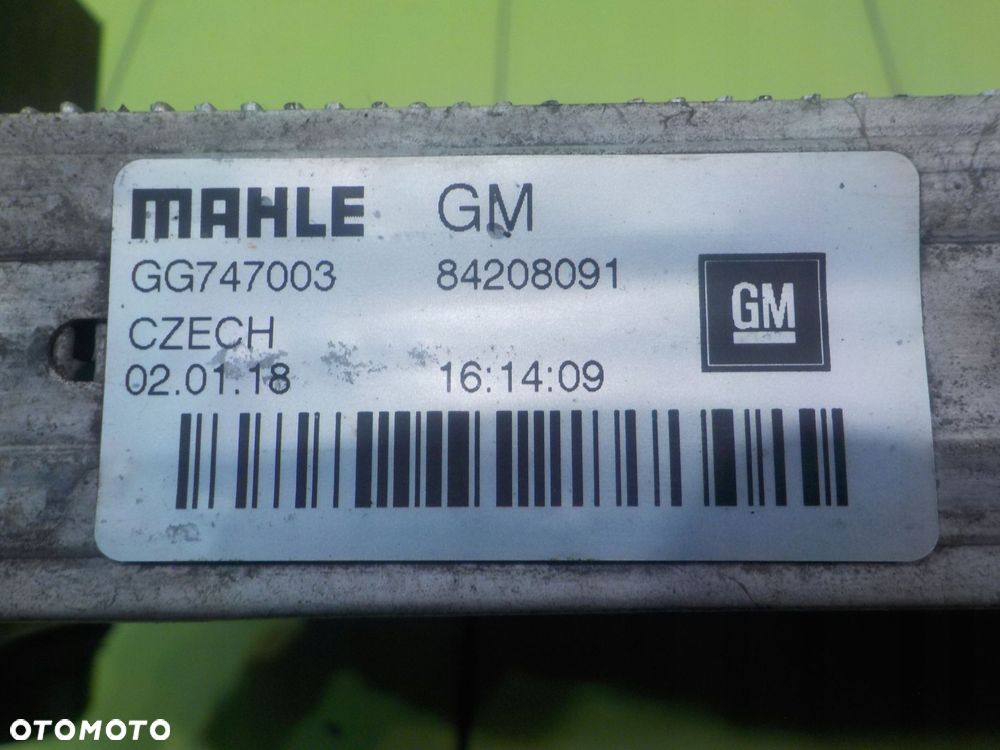 MAHLE GM
GG747003 84208091
GM
CZECH
02.01.18 16:14:09
OTOMOTO